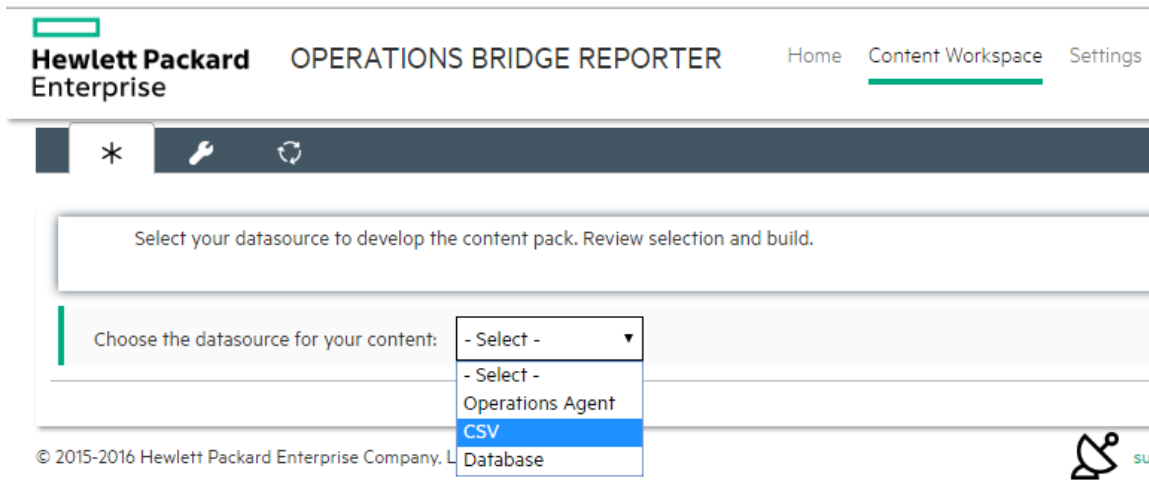 Hewlett Packard
Enterprise
OPERATIONS BRIDGE REPORTER
Home Content Workspace Settings
Select your datasource to develop the content pack. Review selection and build.
Choose the datasource for your content: - Select -
- Select -
Operations Agent
CSV
Database
© 2015-2016 Hewlett Packard Enterprise Company, L
su